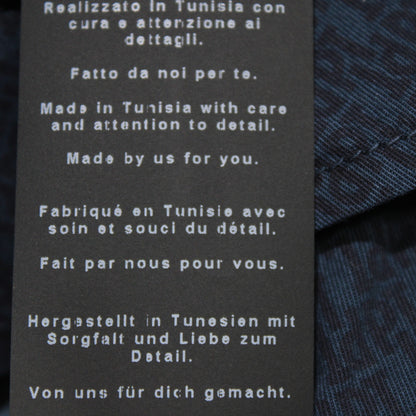 Realizzato in Tunisia con
cura e attenzione ai
dettagli.
Fatto da noi per te.
Made in Tunisia with care
and attention to detail.
Made by us for you.
Fabriqué en Tunisie avec
soin et souci du détail.
Fait par nous pour vous.
Hergestellt in Tunesien mit
Sorgfalt und Liebe zum
Detail.
Von uns für dich gemacht.